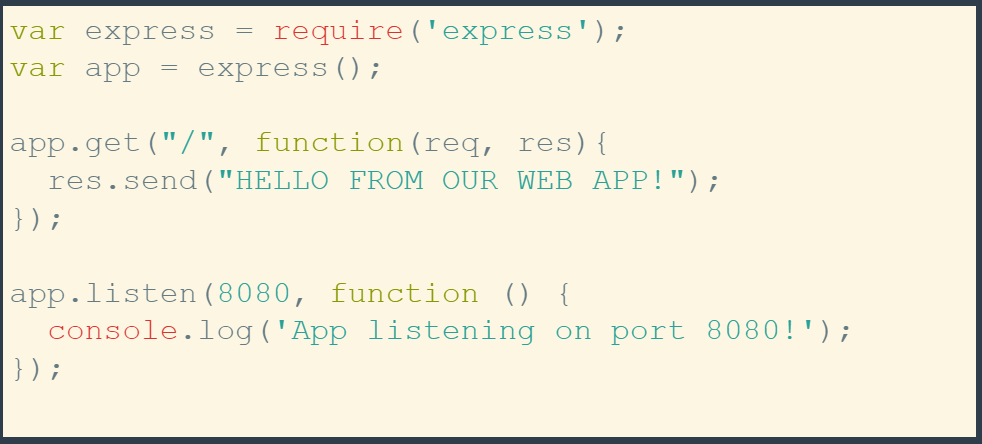 var express = require('express');
var app = express();
app.get("/", function(req, res){
  res.send("HELLO FROM OUR WEB APP!");
});
app.listen(8080, function () {
  console.log('App listening on port 8080!');
});